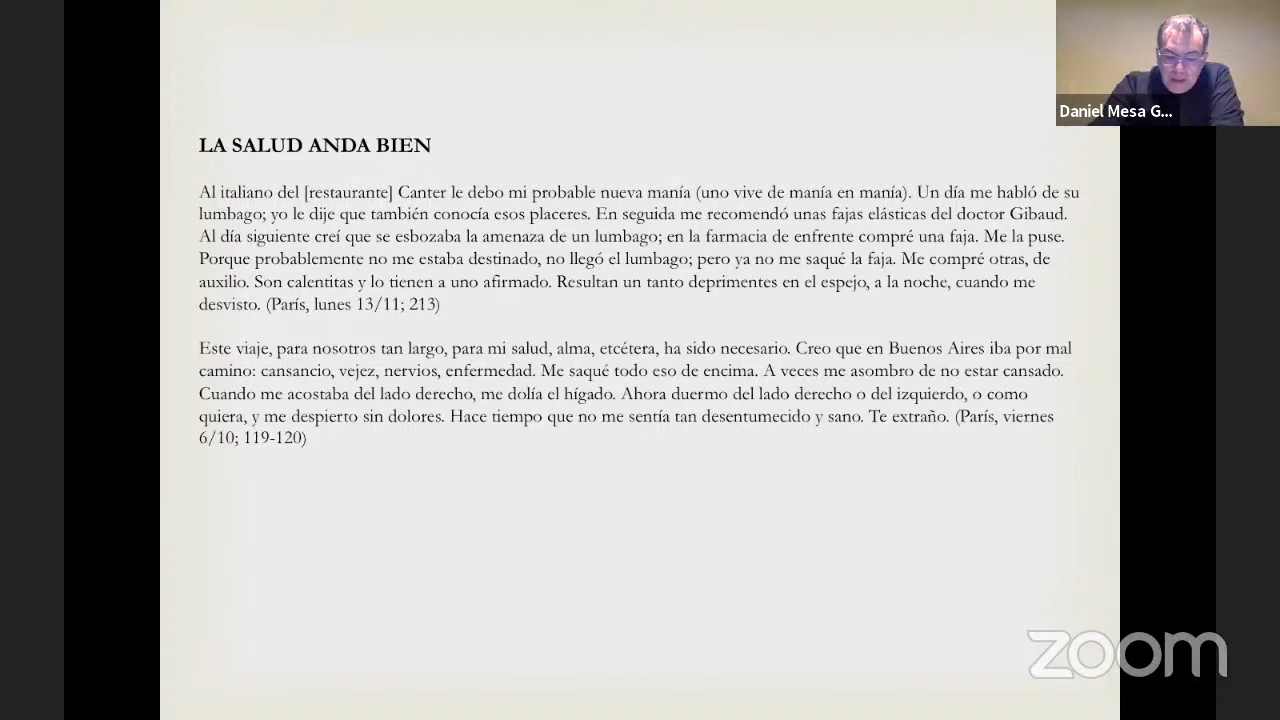 Daniel Mesa G...
LA SALUD ANDA BIEN
Al italiano del [restaurante] Canter le debo mi probable nueva manía (uno vive de manía en manía). Un día me habló de su
lumbago; yo le dije que también conocía esos placeres. En seguida me recomendó unas fajas elásticas del doctor Gibaud.
Al día siguiente creí que se esbozaba la amenaza de un lumbago; en la farmacia de enfrente compré una faja. Me la puse.
Porque probablemente no me estaba destinado, no llegó el lumbago; pero ya no me saqué la faja. Me compré otras, de
auxilio. Son calentitas y lo tienen a uno afirmado. Resultan un tanto deprimentes en el espejo, a la noche, cuando me
desvisto. (París, lunes 13/11; 213)
Este viaje, para nosotros tan largo, para mi salud, alma, etcétera, ha sido necesario. Creo que en Buenos Aires iba por mal
camino: cansancio, vejez, nervios, enfermedad. Me saqué todo eso de encima. A veces me asombro de no estar cansado.
Cuando me acostaba del lado derecho, me dolía el hígado. Ahora duermo del lado derecho o del izquierdo, o como
quiera, y me despierto sin dolores. Hace tiempo que no me sentía tan desentumecido y sano. Te extraño. (París, viernes
6/10; 119-120)
zoom